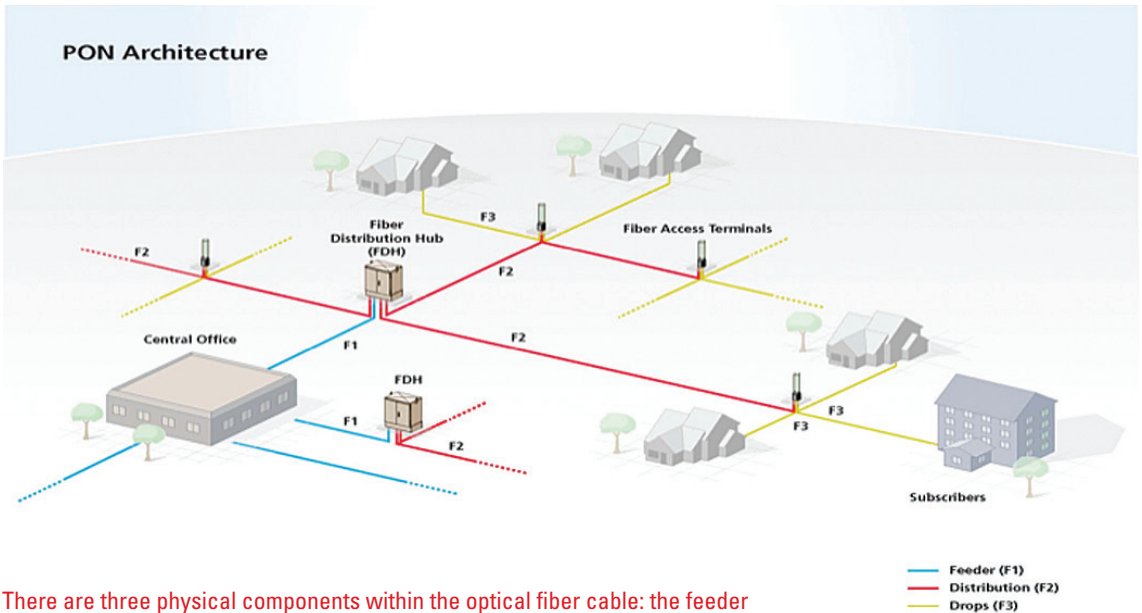 PON Architecture
F3
Fiber
Distribution Hub
(FDH)
Fiber Access Terminals
F2
F2
Central Office
F1
F2
FDH
F1
F2
F3
F3
Subscribers
Feeder (F1)
Distribution (F2)
Drops (F3)
There are three physical components within the optical fiber cable: the feeder